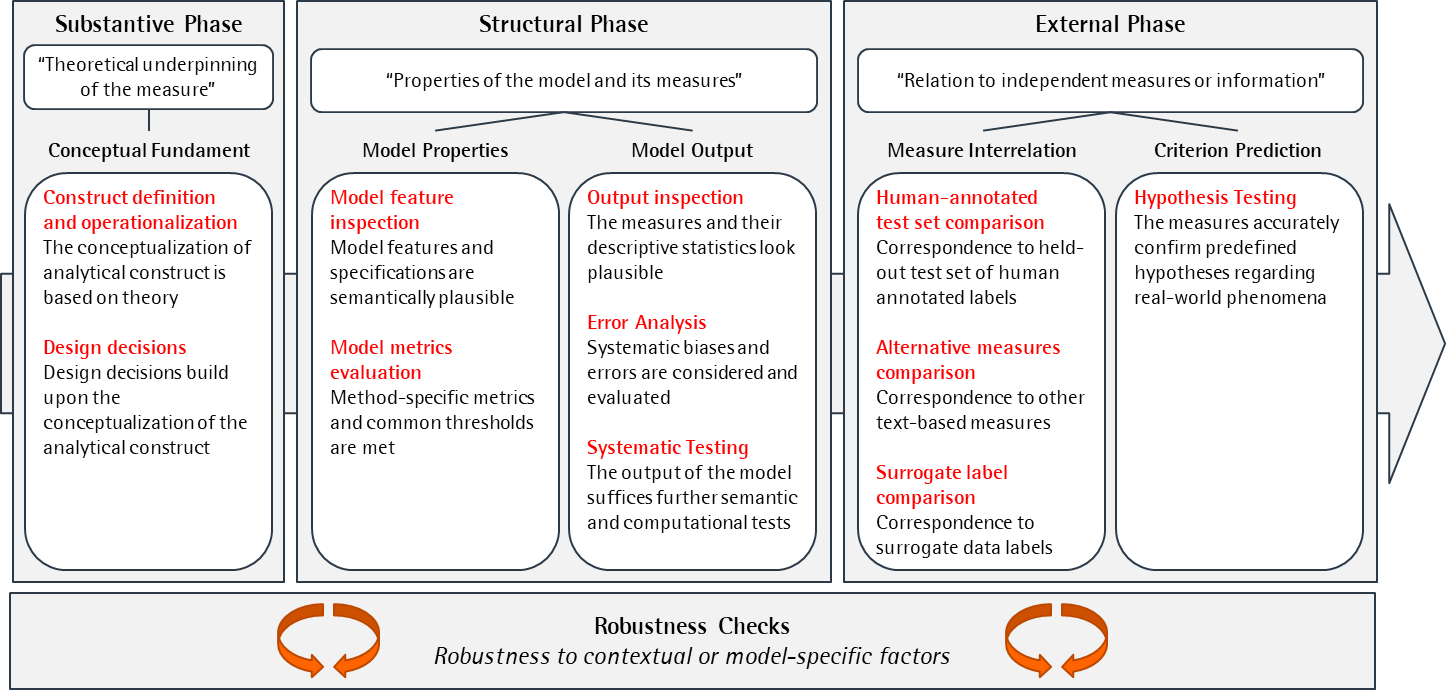 Substantive Phase
“Theoretical underpinning
of the measure”
Conceptual Fundament
Construct definition
and operationalization
The conceptualization of
analytical construct is
based on theory
Design decisions
Design decisions build
upon the
conceptualization of the
analytical construct
Structural Phase
“Properties of the model and its measures”
Model Properties
Model feature
inspection
Model features and
specifications are
semantically plausible
Model metrics
evaluation
Method-specific metrics
and common thresholds
are met
Model Output
Output inspection
The measures and their
descriptive statistics look
plausible
Error Analysis
Systematic biases and
errors are considered and
evaluated
Systematic Testing
The output of the model
suffices further semantic
and computational tests
External Phase
“Relation to independent measures or information”
Measure Interrelation
Human-annotated
test set comparison
Correspondence to held-
out test set of human
annotated labels
Alternative measures
comparison
Correspondence to other
text-based measures
Surrogate label
comparison
Correspondence to
surrogate data labels
Criterion Prediction
Hypothesis Testing
The measures accurately
confirm predefined
hypotheses regarding
real-world phenomena
Robustness Checks
Robustness to contextual or model-specific factors